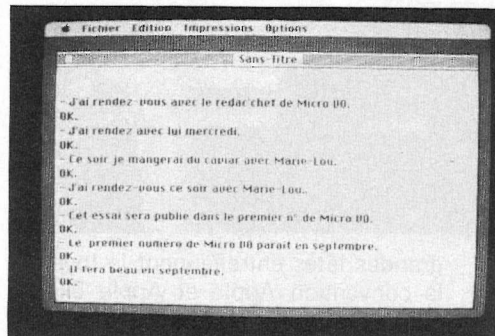 Fichier Edition Impressions Options
Sans-titre
- J'ai rendez-vous avec le redac'chef de Micro VO.
OK.
- J'ai rendez avec lui mercredi.
OK.
- Ce soir je mangerai du caviar avec Marie-Lou.
OK.
- J'ai rendez-vous ce soir avec Marie-Lou.
OK.
- Cet essai sera publie dans le premier n° de Micro VO.
OK.
- Le premier numero de Micro VO parait en septembre.
OK.
- Il fera beau en septembre.
OK.